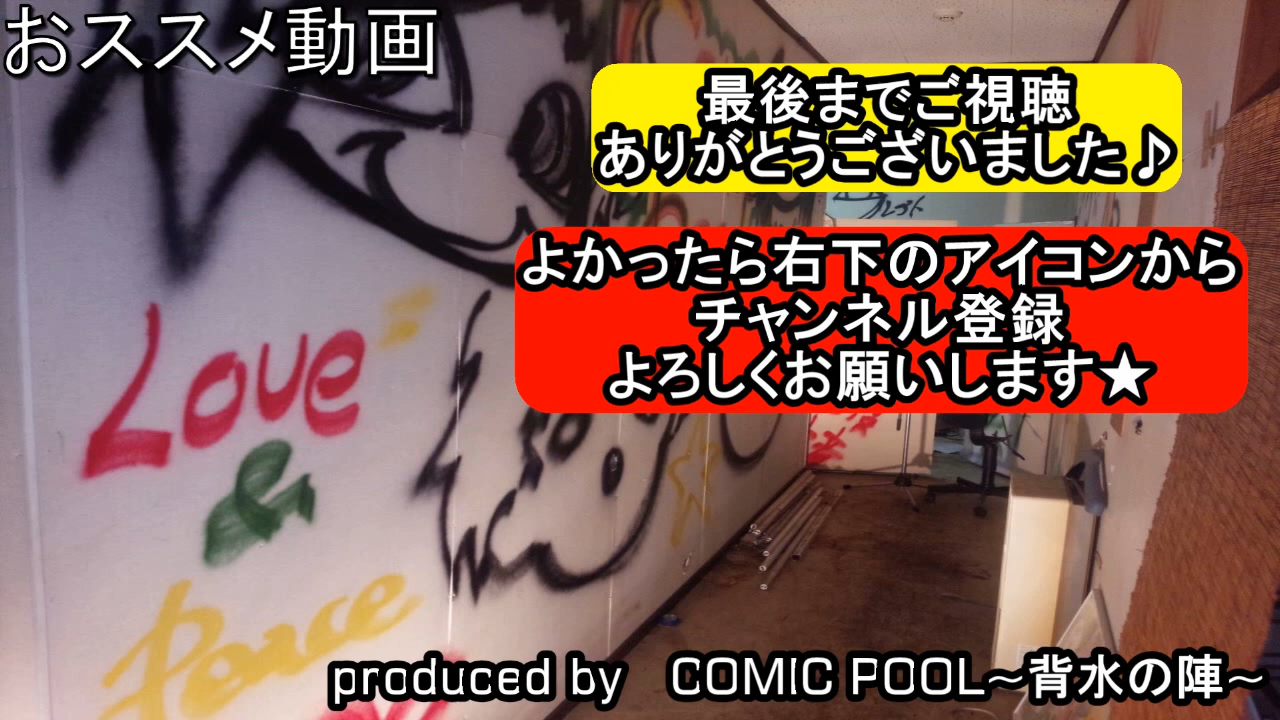 おススメ動画
最後までご視聴
ありがとうございました♪
よかったら右下のアイコンから
チャンネル登録
よろしくお願いします★
Love
&
Peace
produced by COMIC POOL~背水の陣~